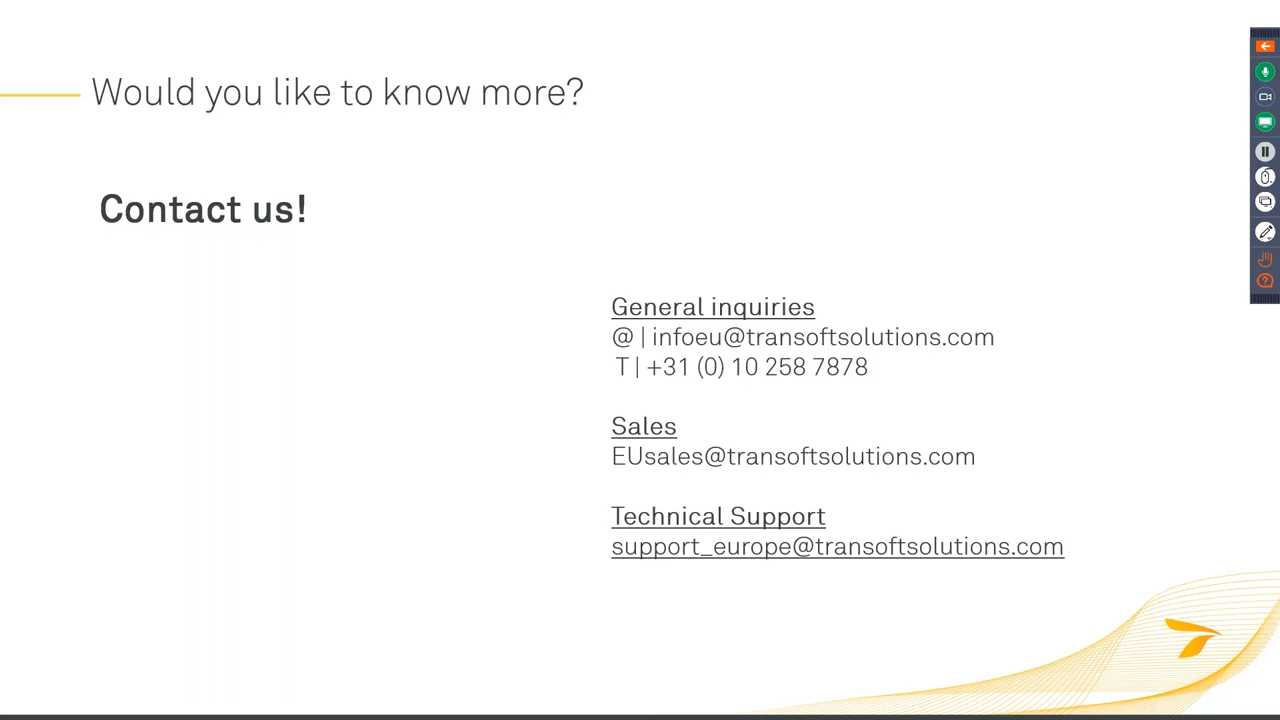 Would you like to know more?
Contact us!
General inquiries
@ | infoeu@transoftsolutions.com
T | +31 (0) 10 258 7878
Sales
EUsales@transoftsolutions.com
Technical Support
support_europe@transoftsolutions.com